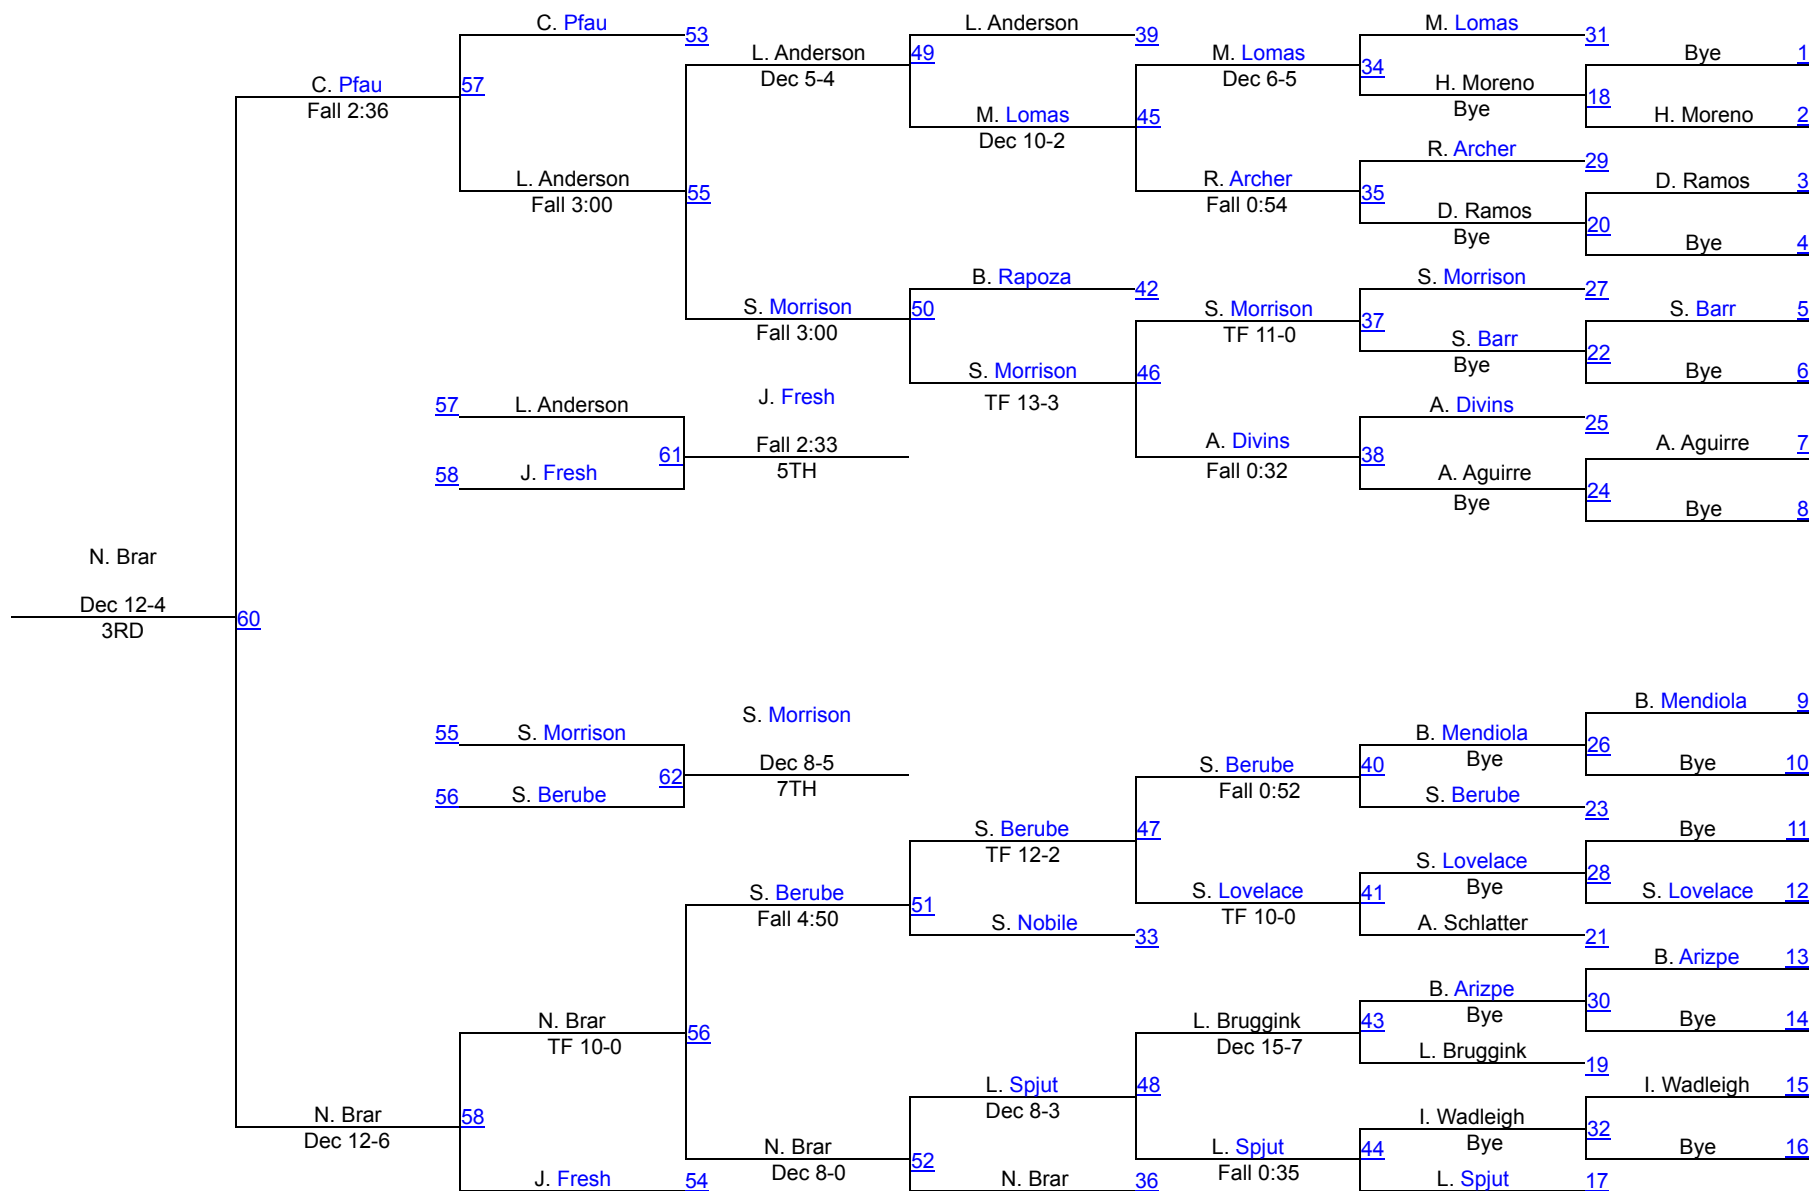 C. Pfau
53
L. Anderson
39
M. Lomas
31
L. Anderson
Dec 5-4
49
M. Lomas
Dec 6-5
34
Bye
1
C. Pfau
Fall 2:36
57
H. Moreno
Bye
18
M. Lomas
Dec 10-2
45
H. Moreno
2
R. Archer
29
L. Anderson
Fall 3:00
55
R. Archer
Fall 0:54
35
D. Ramos
3
D. Ramos
Bye
20
Bye
4
B. Rapoza
42
S. Morrison
27
S. Morrison
Fall 3:00
50
S. Morrison
TF 11-0
37
S. Barr
5
S. Barr
Bye
22
S. Morrison
TF 13-3
46
Bye
6
57
L. Anderson
J. Fresh
A. Divins
25
61
Fall 2:33
5TH
A. Divins
Fall 0:32
38
A. Aguirre
7
58
J. Fresh
A. Aguirre
Bye
24
Bye
8
N. Brar
Dec 12-4
3RD
60
B. Mendiola
9
55
S. Morrison
S. Morrison
B. Mendiola
Bye
26
62
Dec 8-5
7TH
S. Berube
Fall 0:52
40
Bye
10
56
S. Berube
S. Berube
23
S. Berube
TF 12-2
47
Bye
11
S. Lovelace
Bye
28
S. Berube
Fall 4:50
51
S. Lovelace
TF 10-0
41
S. Lovelace
12
S. Nobile
33
A. Schlatter
21
B. Arizpe
13
B. Arizpe
Bye
30
N. Brar
TF 10-0
56
L. Bruggink
Dec 15-7
43
Bye
14
L. Bruggink
19
L. Spjut
Dec 8-3
48
I. Wadleigh
15
N. Brar
Dec 12-6
58
I. Wadleigh
Bye
32
N. Brar
Dec 8-0
52
L. Spjut
Fall 0:35
44
Bye
16
J. Fresh
54
N. Brar
36
L. Spjut
17